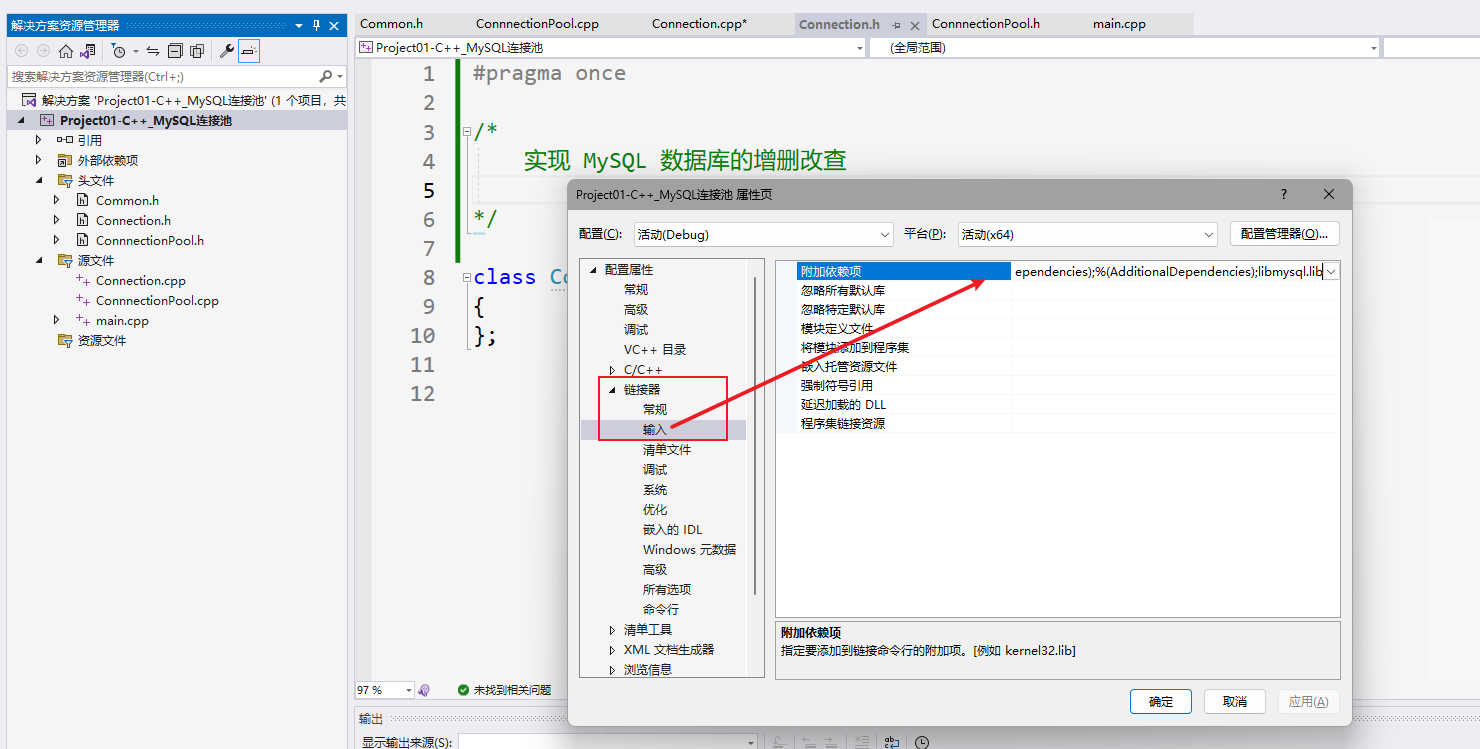 解决方案资源管理器
搜索解决方案资源管理器(Ctrl+;)
解决方案 'Project01-C++_MySQL连接池' (1 个项目，共
Project01-C++_MySQL连接池
引用
外部依赖项
头文件
Common.h
Connection.h
ConnnectionPool.h
源文件
Connection.cpp
ConnnectionPool.cpp
main.cpp
资源文件
Common.h
ConnnectionPool.cpp
Connection.cpp*
Connection.h
ConnnectionPool.h
main.cpp
Project01-C++_MySQL连接池
(全局范围)
1 #pragma once
2
3 /*
4 实现 MySQL 数据库的增删改查
5
6 */
7
8 class Co
9 {
10 };
11
12
97 %
未找到相关问题
输出
显示输出来源(S):
Project01-C++_MySQL连接池 属性页
?
配置(C):
活动(Debug)
平台(P):
活动(x64)
配置管理器(O)...
配置属性
常规
高级
调试
VC++ 目录
C/C++
链接器
常规
输入
清单文件
调试
系统
优化
嵌入的 IDL
Windows 元数据
高级
所有选项
命令行
清单工具
XML 文档生成器
浏览信息
附加依赖项 ependencies);%(AdditionalDependencies);libmysql.lib
忽略所有默认库
忽略特定默认库
模块定义文件
将模块添加到程序集
嵌入托管资源文件
强制符号引用
延迟加载的 DLL
程序集链接资源
附加依赖项
指定要添加到链接命令行的附加项。[例如 kernel32.lib]
确定
取消
应用(A)